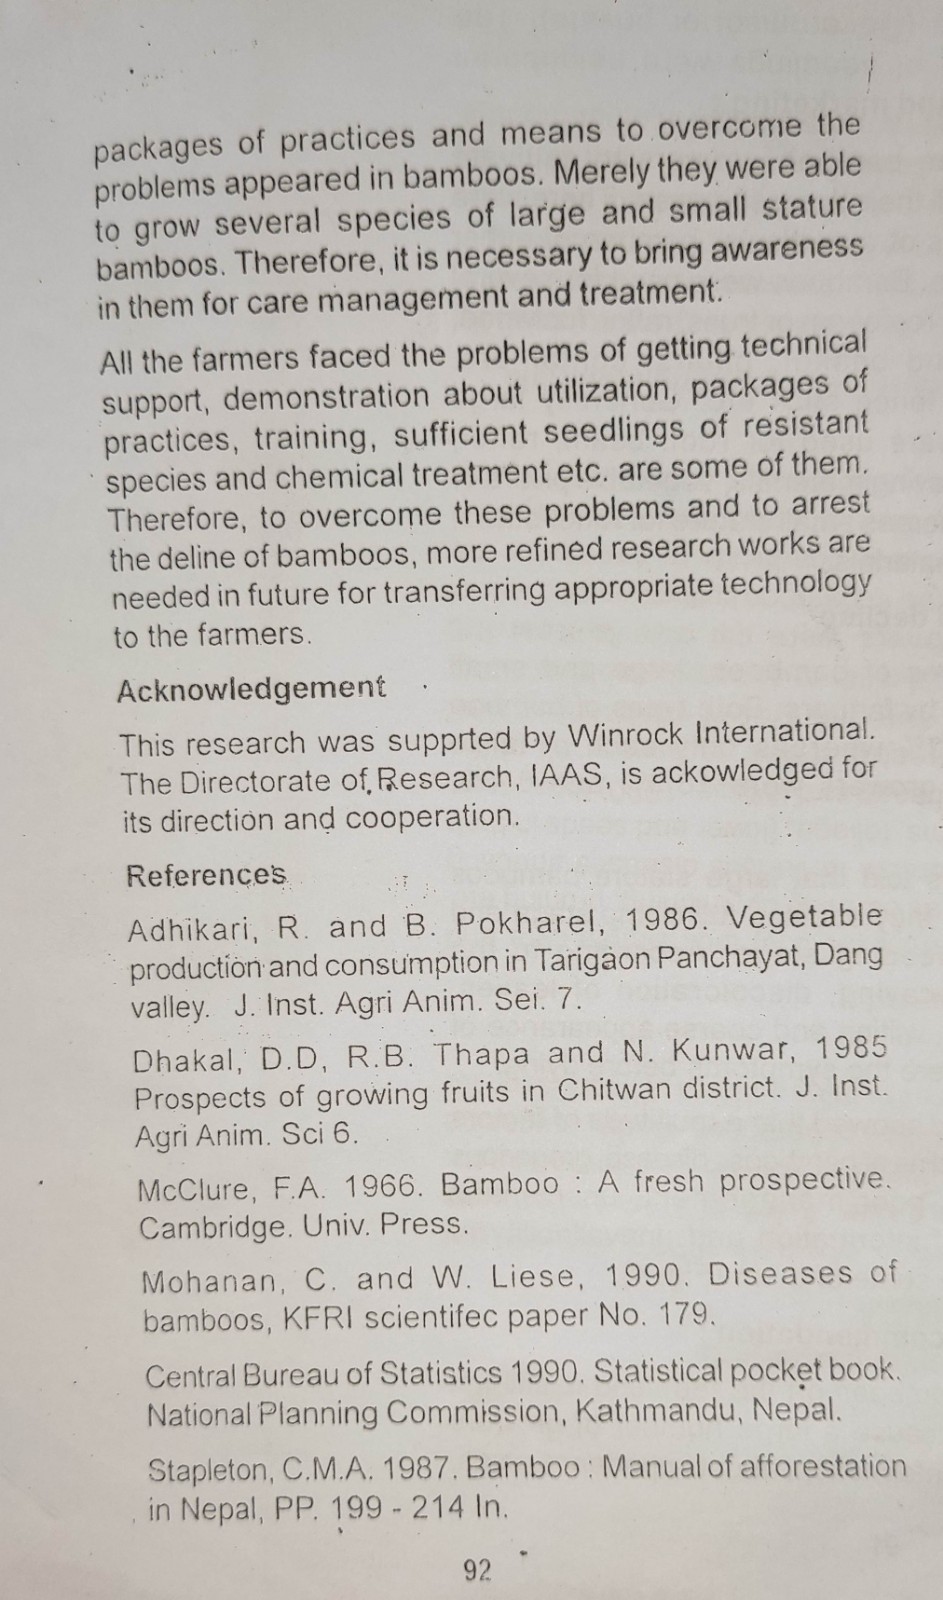 packages of practices and means to overcome the
problems appeared in bamboos. Merely they were able
to grow several species of large and small stature
bamboos. Therefore, it is necessary to bring awareness
in them for care management and treatment.
All the farmers faced the problems of getting technical
support, demonstration about utilization, packages of
practices, training, sufficient seedlings of resistant
species and chemical treatment etc. are some of them.
Therefore, to overcome these problems and to arrest
the deline of bamboos, more refined research works are
needed in future for transferring appropriate technology
to the farmers.
Acknowledgement
This research was supprted by Winrock International.
The Directorate of Research, IAAS, is ackowledged for
its direction and cooperation.
References
Adhikari, R. and B. Pokharel, 1986. Vegetable
production and consumption in Tarigaon Panchayat, Dang
valley. J. Inst. Agri Anim. Sei. 7.
Dhakal, D.D, R.B. Thapa and N. Kunwar, 1985
Prospects of growing fruits in Chitwan district. J. Inst.
Agri Anim. Sci 6.
McClure, F.A. 1966. Bamboo : A fresh prospective.
Cambridge. Univ. Press.
Mohanan, C. and W. Liese, 1990. Diseases of
bamboos, KFRI scientifec paper No. 179.
Central Bureau of Statistics 1990. Statistical pocket book.
National Planning Commission, Kathmandu, Nepal.
Stapleton, C.M.A. 1987. Bamboo : Manual of afforestation
in Nepal, PP. 199 - 214 In.
92